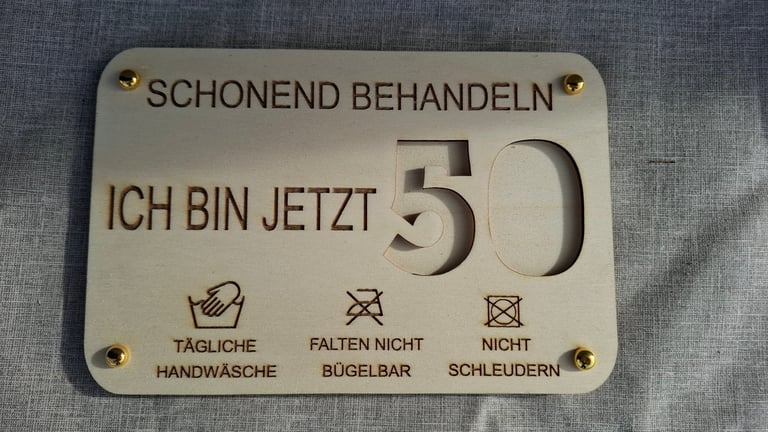 SCHONEND BEHANDELN
ICH BIN JETZT 50
TÄGLICHE
HANDWÄSCHE
FALTEN NICHT
BÜGELBAR
NICHT
SCHLEUDERN